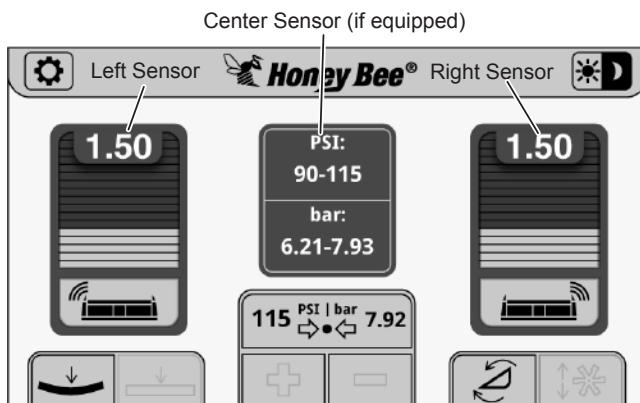 Center Sensor (if equipped)
Left Sensor
Honey Bee®
Right Sensor
1.50
PSI:
90-115
bar:
6.21-7.93
1.50
115 PSI | bar 7.92